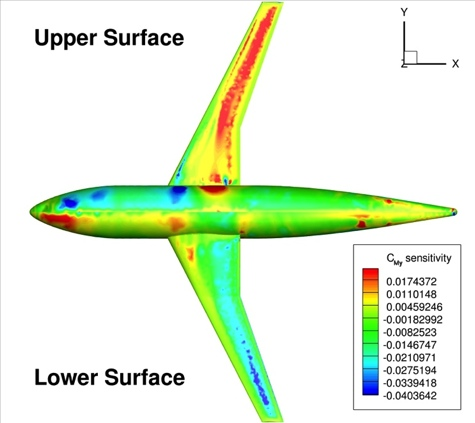 Upper Surface
Y
Z
X
C_My sensitivity
0.0174372
0.0110148
0.00459246
-0.00182992
-0.0082523
-0.0146747
-0.0210971
-0.0275194
-0.0339418
-0.0403642
Lower Surface